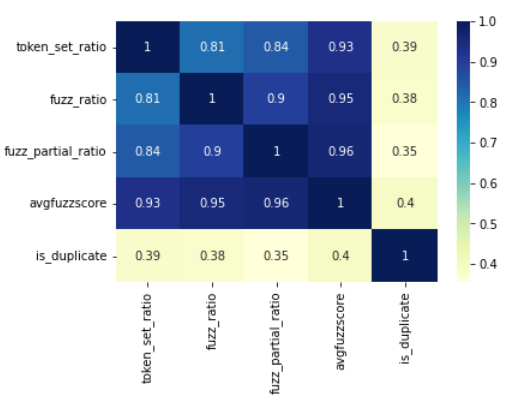 token_set_ratio 1 0.81 0.84 0.93 0.39
fuzz_ratio 0.81 1 0.9 0.95 0.38
fuzz_partial_ratio 0.84 0.9 1 0.96 0.35
avgfuzzscore 0.93 0.95 0.96 1 0.4
is_duplicate 0.39 0.38 0.35 0.4 1
token_set_ratio
fuzz_ratio
fuzz_partial_ratio
avgfuzzscore
is_duplicate
1.0
0.9
0.8
0.7
0.6
0.5
0.4